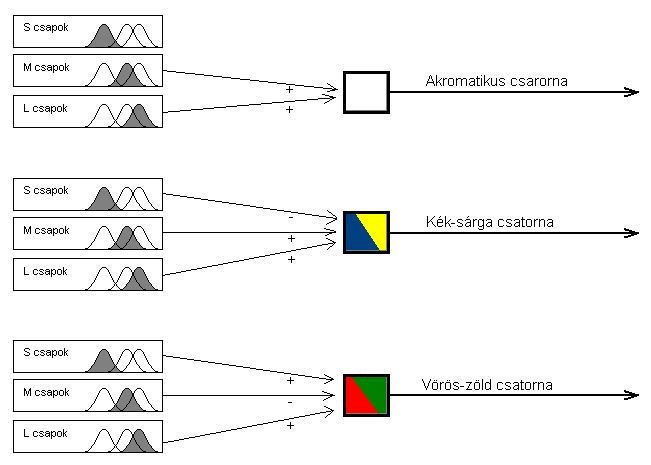 S csapok
M csapok
L csapok
+
+
Akromatikus csarorna
S csapok
M csapok
L csapok
-
+
+
Kék-sárga csatorna
S csapok
M csapok
L csapok
+
-
+
Vörös-zöld csatorna